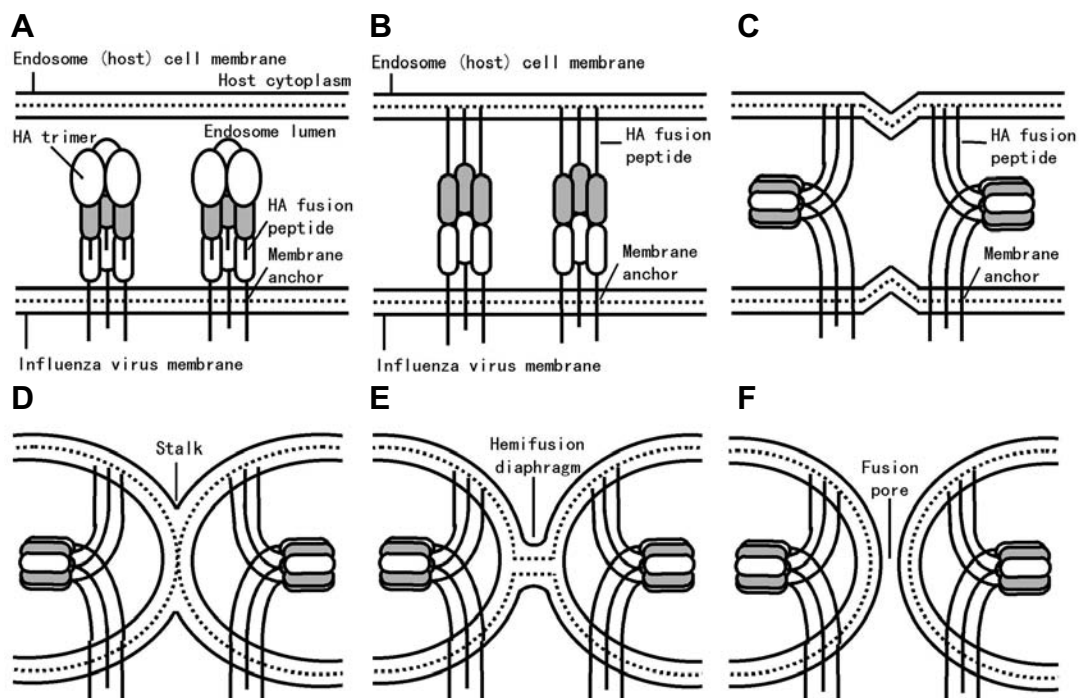 A
Endosome (host) cell membrane
Host cytoplasm
HA trimer
Endosome lumen
HA fusion
peptide
Membrane
anchor
Influenza virus membrane
B
Endosome (host) cell membrane
HA fusion
peptide
Membrane
anchor
Influenza virus membrane
C
HA fusion
peptide
Membrane
anchor
D
Stalk
E
Hemifusion
diaphragm
F
Fusion
pore